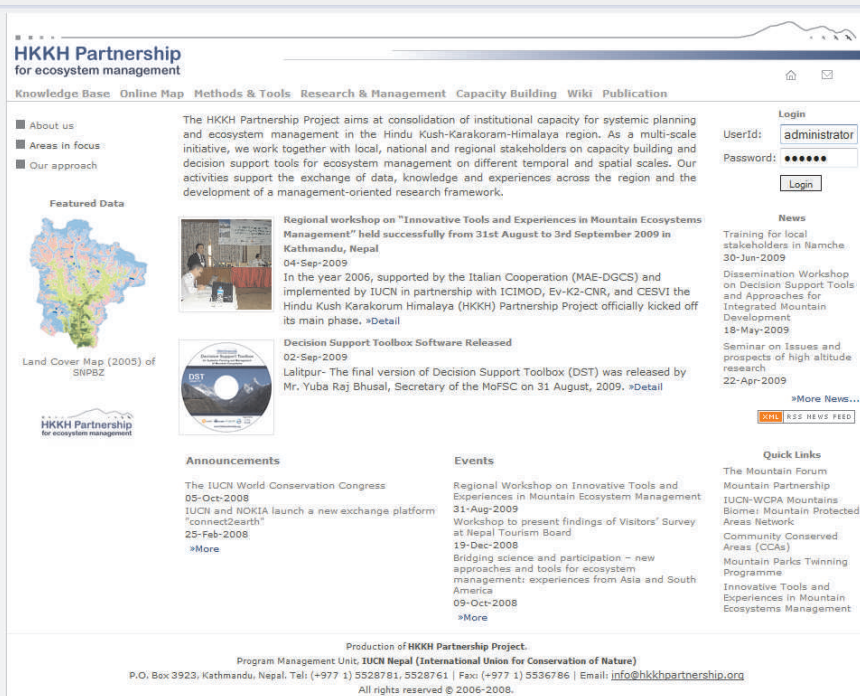 HKKH Partnership
for ecosystem management
Knowledge Base Online Map Methods & Tools Research & Management Capacity Building Wiki Publication
About us
Areas in focus
Our approach
Featured Data
Land Cover Map (2005) of
SNPBZ
HKKH Partnership
for ecosystem management
The HKKH Partnership Project aims at consolidation of institutional capacity for systemic planning
and ecosystem management in the Hindu Kush-Karakoram-Himalaya region. As a multi-scale
initiative, we work together with local, national and regional stakeholders on capacity building and
decision support tools for ecosystem management on different temporal and spatial scales. Our
activities support the exchange of data, knowledge and experiences across the region and the
development of a management-oriented research framework.
Regional workshop on "Innovative Tools and Experiences in Mountain Ecosystems
Management" held successfully from 31st August to 3rd September 2009 in
Kathmandu, Nepal
04-Sep-2009
In the year 2006, supported by the Italian Cooperation (MAE-DGCS) and
implemented by IUCN in partnership with ICIMOD, Ev-K2-CNR, and CESVI the
Hindu Kush Karakorum Himalaya (HKKH) Partnership Project officially kicked off
its main phase. »Detail
Decision Support Toolbox
DST
Decision Support Toolbox Software Released
02-Sep-2009
Lalitpur- The final version of Decision Support Toolbox (DST) was released by
Mr. Yuba Raj Bhusal, Secretary of the MoFSC on 31 August, 2009. »Detail
Announcements
The IUCN World Conservation Congress
05-Oct-2008
IUCN and NOKIA launch a new exchange platform
"connect2earth"
25-Feb-2008
»More
Events
Regional Workshop on Innovative Tools and
Experiences in Mountain Ecosystem Management
31-Aug-2009
Workshop to present findings of Visitors' Survey
at Nepal Tourism Board
19-Dec-2008
Bridging science and participation – new
approaches and tools for ecosystem
management: experiences from Asia and South
America
09-Oct-2008
»More
Login
UserId: administrator
Password: ●●●●●●
Login
News
Training for local
stakeholders in Namche
30-Jun-2009
Dissemination Workshop
on Decision Support Tools
and Approaches for
Integrated Mountain
Development
18-May-2009
Seminar on Issues and
prospects of high altitude
research
22-Apr-2009
»More News...
XML RSS NEWS FEED
Quick Links
The Mountain Forum
Mountain Partnership
IUCN-WCPA Mountains
Biome: Mountain Protected
Areas Network
Community Conserved
Areas (CCAs)
Mountain Parks Twinning
Programme
Innovative Tools and
Experiences in Mountain
Ecosystems Management
Production of HKKH Partnership Project.
Program Management Unit, IUCN Nepal (International Union for Conservation of Nature)
P.O. Box 3923, Kathmandu, Nepal. Tel: (+977 1) 5528781, 5528761 | Fax: (+977 1) 5536786 | Email: info@hkkhpartnership.org
All rights reserved © 2006-2008.